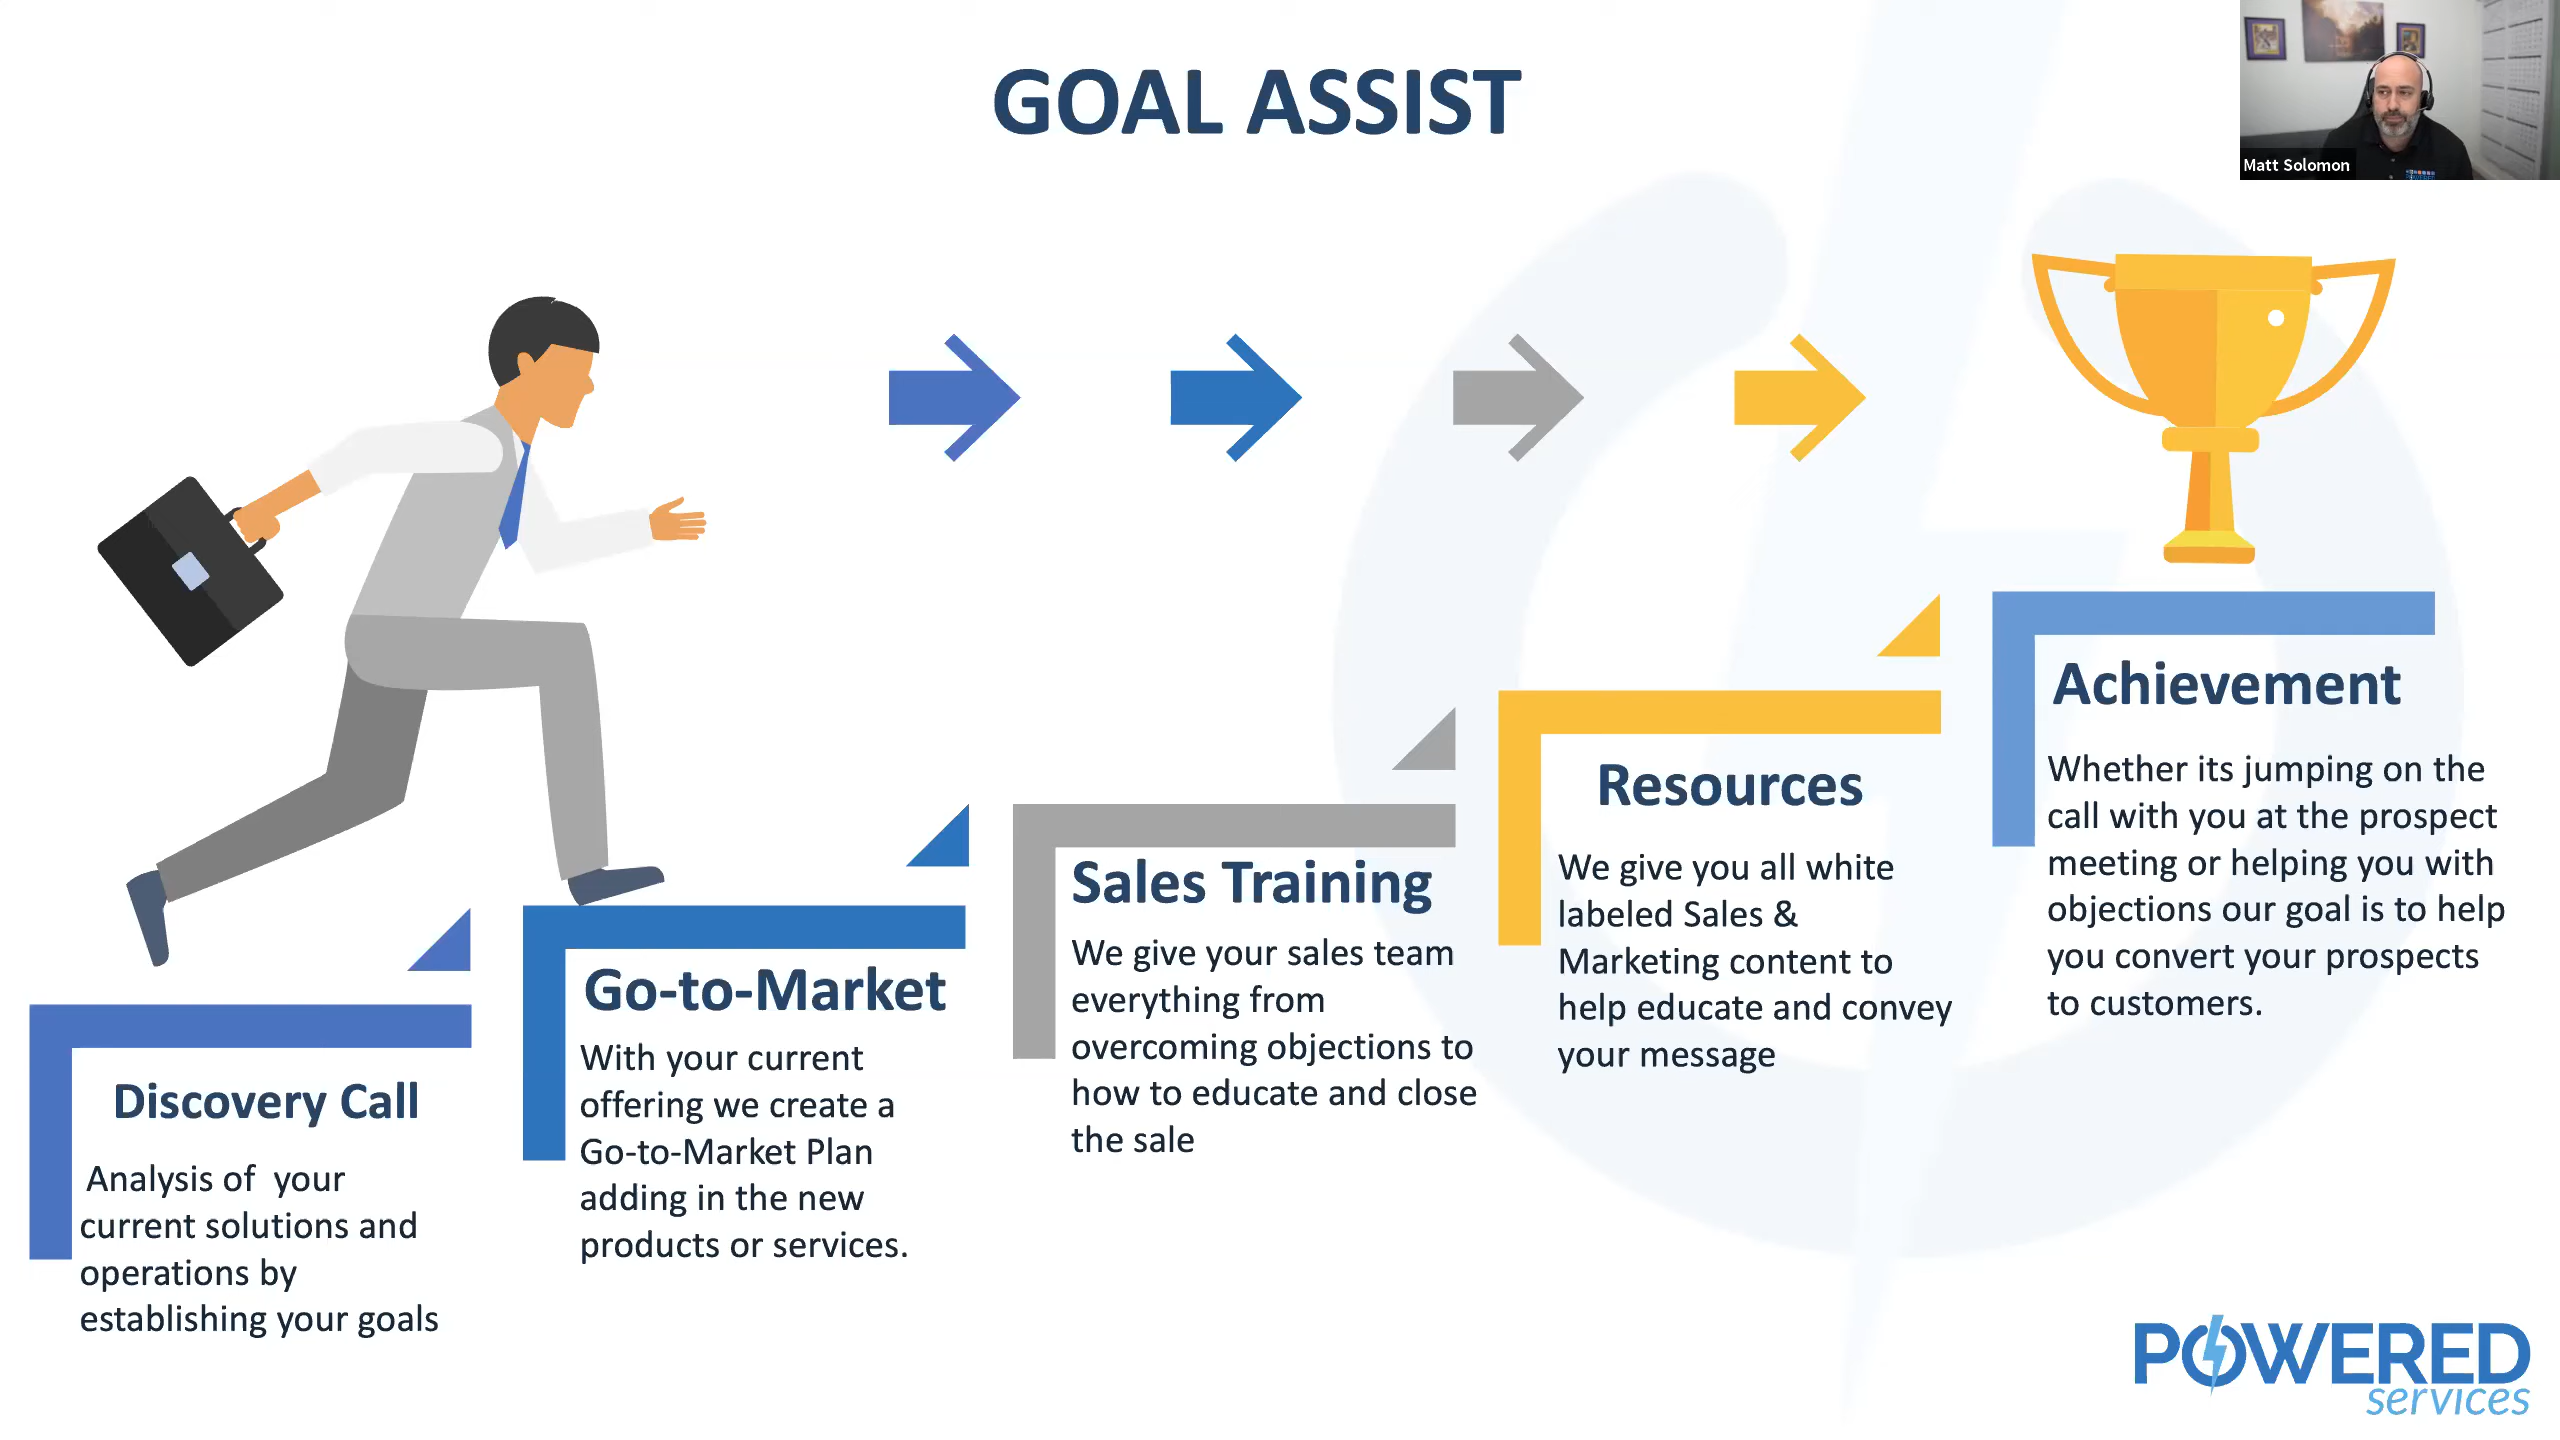 GOAL ASSIST
Matt Solomon
Discovery Call
Analysis of your
current solutions and
operations by
establishing your goals
Go-to-Market
With your current
offering we create a
Go-to-Market Plan
adding in the new
products or services.
Sales Training
We give your sales team
everything from
overcoming objections to
how to educate and close
the sale
Resources
We give you all white
labeled Sales &
Marketing content to
help educate and convey
your message
Achievement
Whether its jumping on the
call with you at the prospect
meeting or helping you with
objections our goal is to help
you convert your prospects
to customers.
POWERED
services